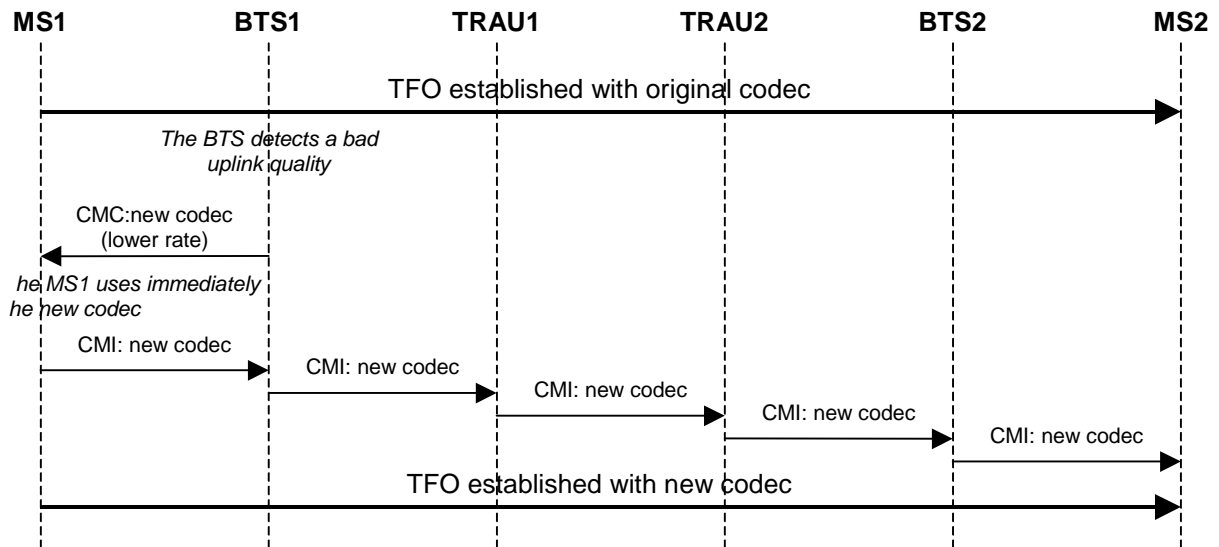 MS1 BTS1 TRAU1 TRAU2 BTS2 MS2
TFO established with original codec
The BTS detects a bad
uplink quality
CMC:new codec
(lower rate)
he MS1 uses immediately
he new codec
CMI: new codec
CMI: new codec
CMI: new codec
CMI: new codec
CMI: new codec
TFO established with new codec